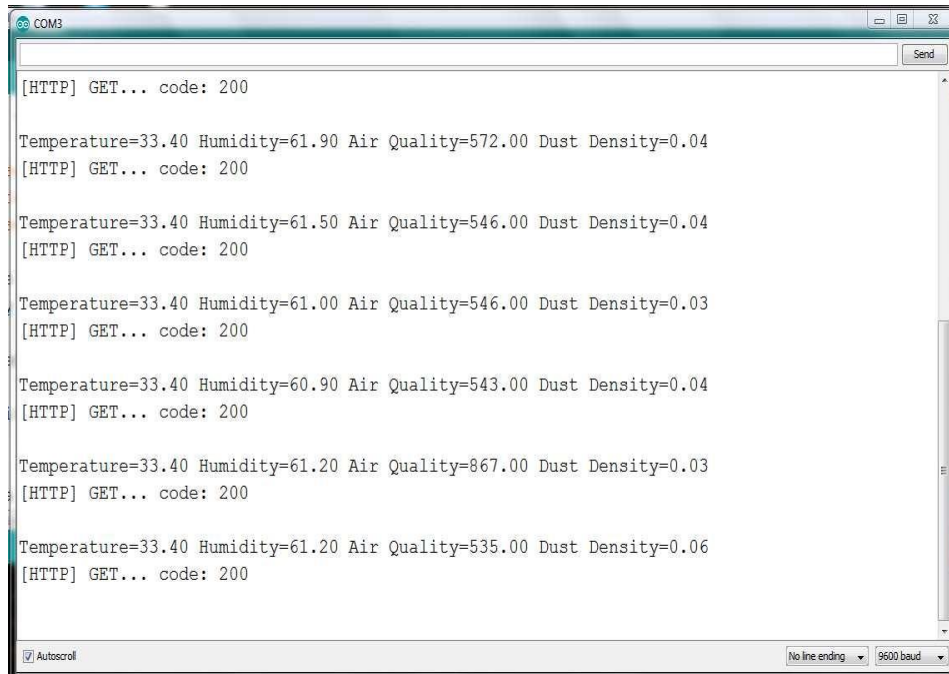 COM3
Send
[HTTP] GET... code: 200
Temperature=33.40 Humidity=61.90 Air Quality=572.00 Dust Density=0.04
[HTTP] GET... code: 200
Temperature=33.40 Humidity=61.50 Air Quality=546.00 Dust Density=0.04
[HTTP] GET... code: 200
Temperature=33.40 Humidity=61.00 Air Quality=546.00 Dust Density=0.03
[HTTP] GET... code: 200
Temperature=33.40 Humidity=60.90 Air Quality=543.00 Dust Density=0.04
[HTTP] GET... code: 200
Temperature=33.40 Humidity=61.20 Air Quality=867.00 Dust Density=0.03
[HTTP] GET... code: 200
Temperature=33.40 Humidity=61.20 Air Quality=535.00 Dust Density=0.06
[HTTP] GET... code: 200
Autoscroll
No line ending
9600 baud